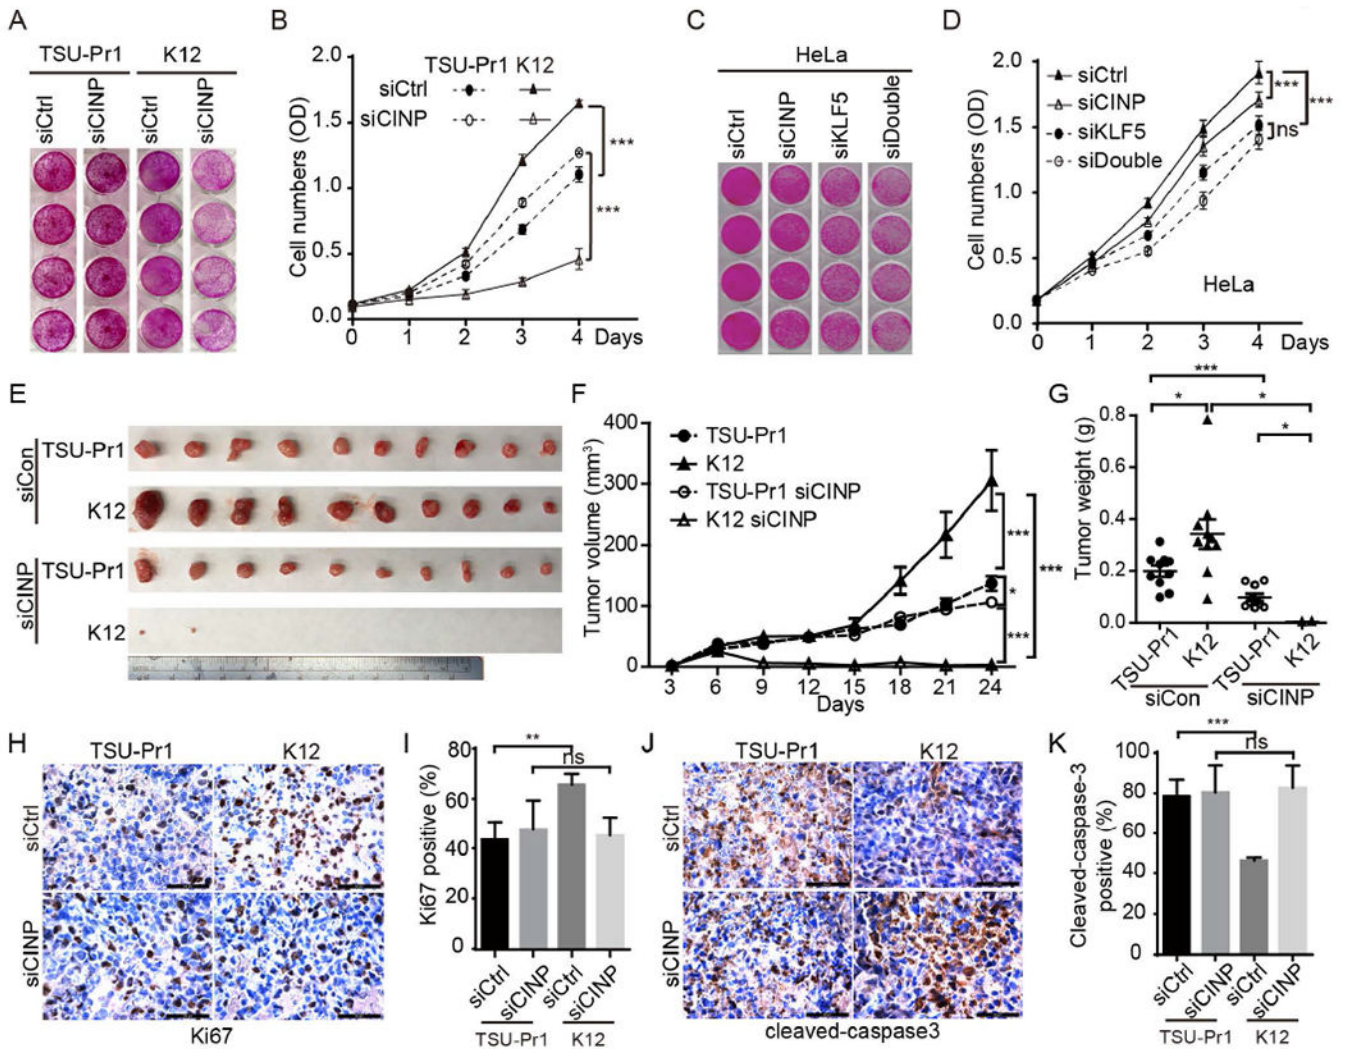 A
TSU-Pr1 K12
siCtrl siCINP siCtrl siCINP
B
2.0
1.5
1.0
0.5
0.0
Cell numbers (OD)
TSU-Pr1 K12
siCtrl
siCINP
***
***
0 1 2 3 4 Days
C
HeLa
siCtrl siCINP siKLF5 siDouble
D
2.0
1.5
1.0
0.5
0.0
Cell numbers (OD)
siCtrl
siCINP
siKLF5
siDouble
***
***
ns
HeLa
0 1 2 3 4 Days
E
siCon
TSU-Pr1
K12
siCINP
TSU-Pr1
K12
F
400
300
200
100
0
Tumor volume (mm³)
TSU-Pr1
K12
TSU-Pr1 siCINP
K12 siCINP
***
***
*
***
3 6 9 12 15 18 21 24
Days
G
***
* *
*
0.8
0.6
0.4
0.2
0.0
Tumor weight (g)
TSU-Pr1 K12 TSU-Pr1 K12
siCon siCINP
H
TSU-Pr1 K12
siCtrl
siCINP
Ki67
I
80
60
40
20
0
Ki67 positive (%)
**
ns
siCtrl siCINP siCtrl siCINP
TSU-Pr1 K12
J
TSU-Pr1 K12
siCtrl
siCINP
cleaved-caspase3
K
100
80
60
40
20
0
Cleaved-caspase-3
positive (%)
***
ns
siCtrl siCINP siCtrl siCINP
TSU-Pr1 K12